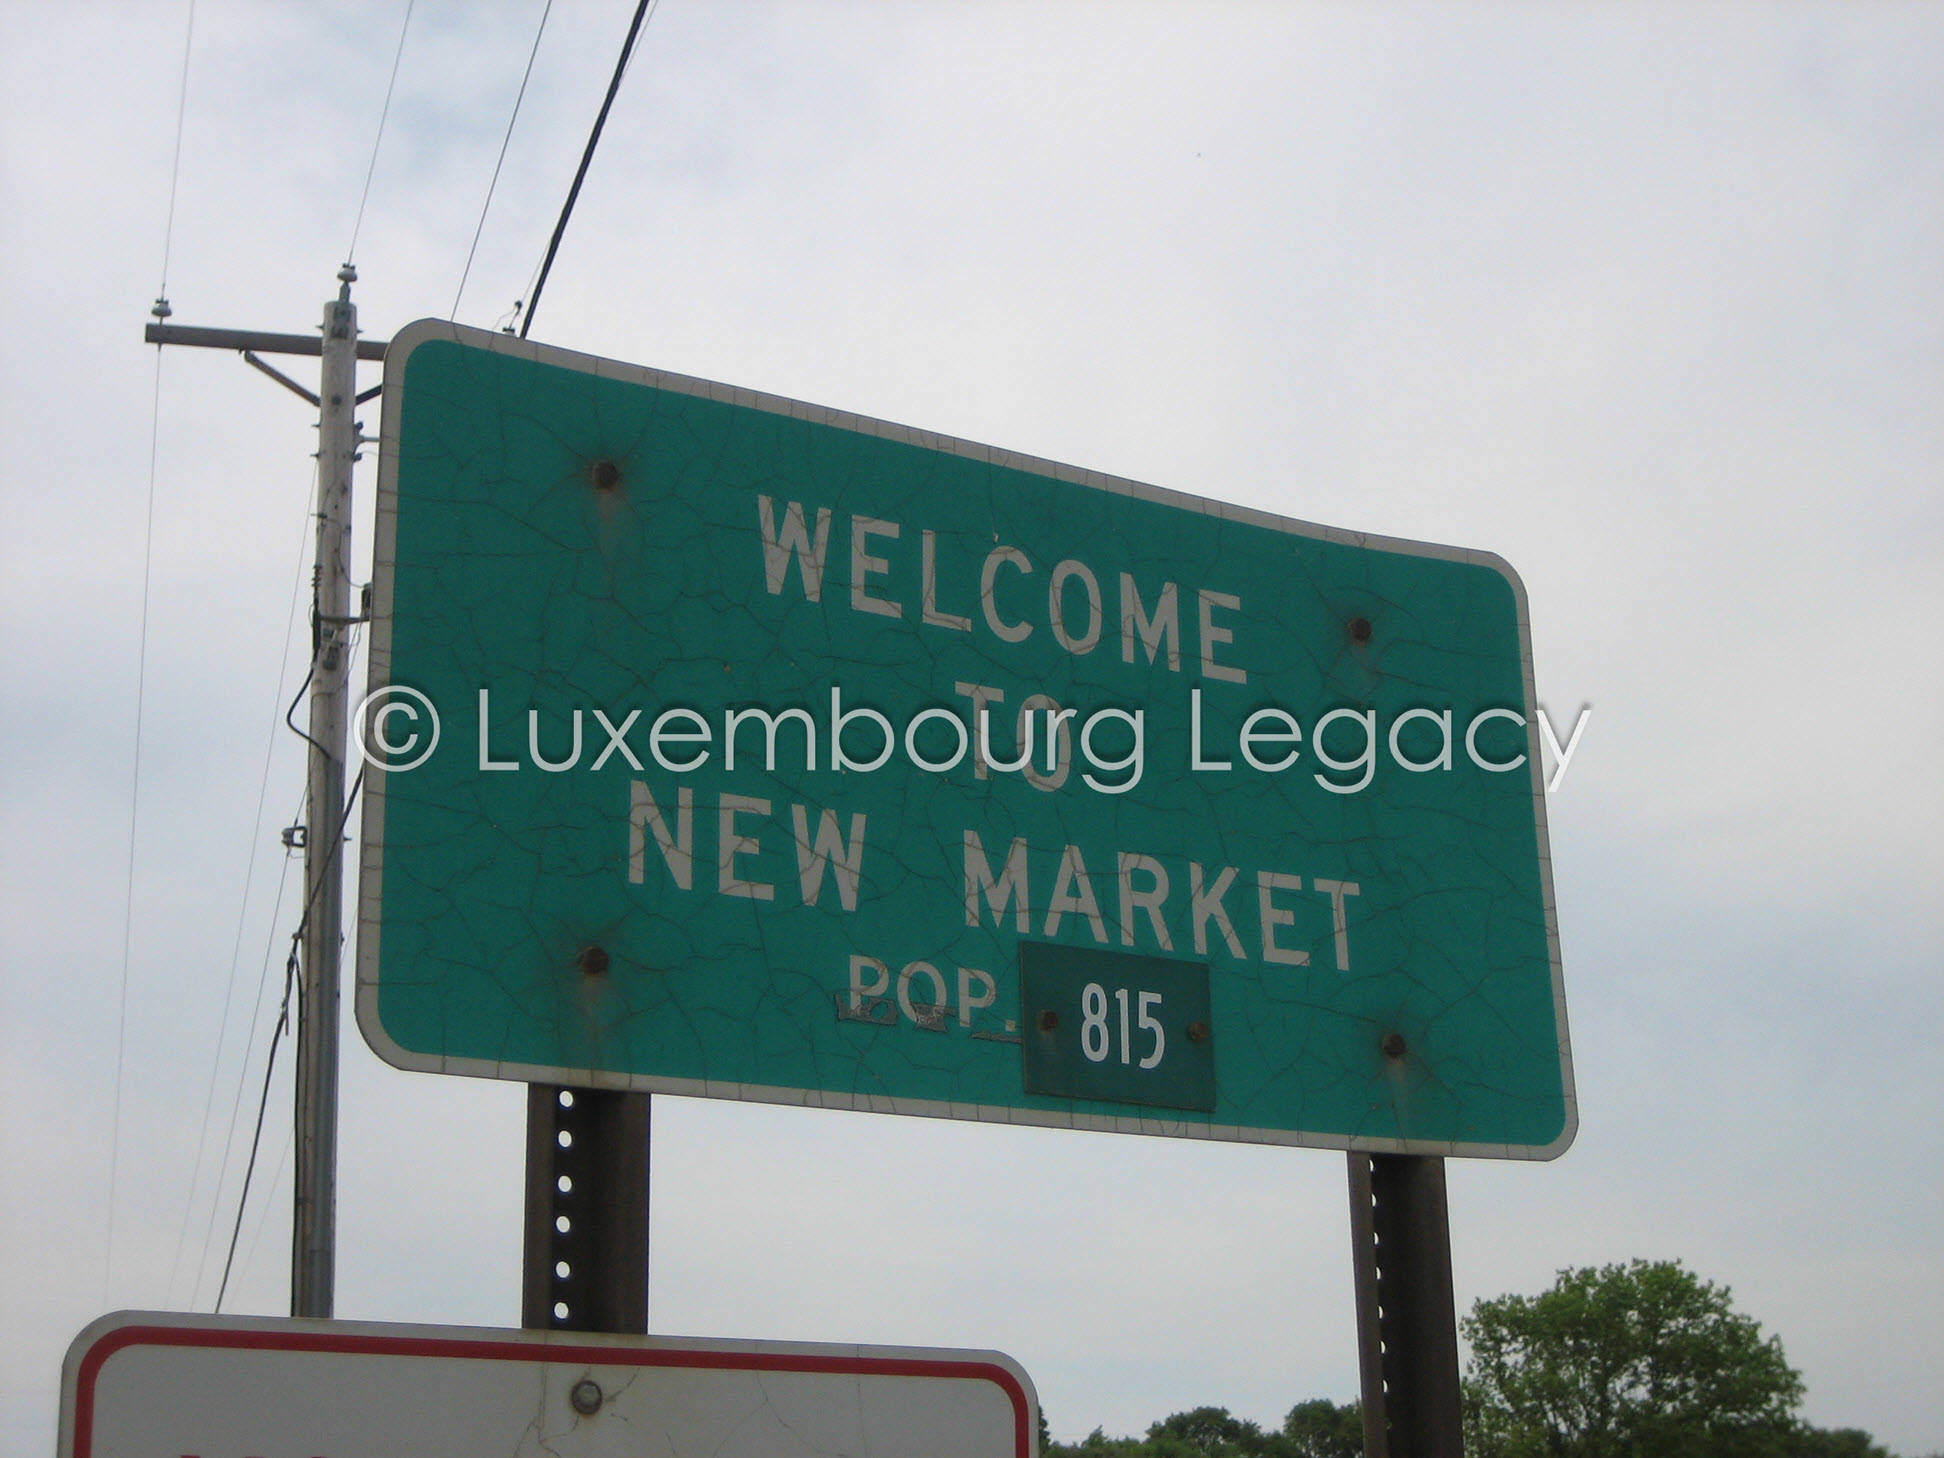 WELCOME
TO
© Luxembourg Legacy
NEW MARKET
POP. 815